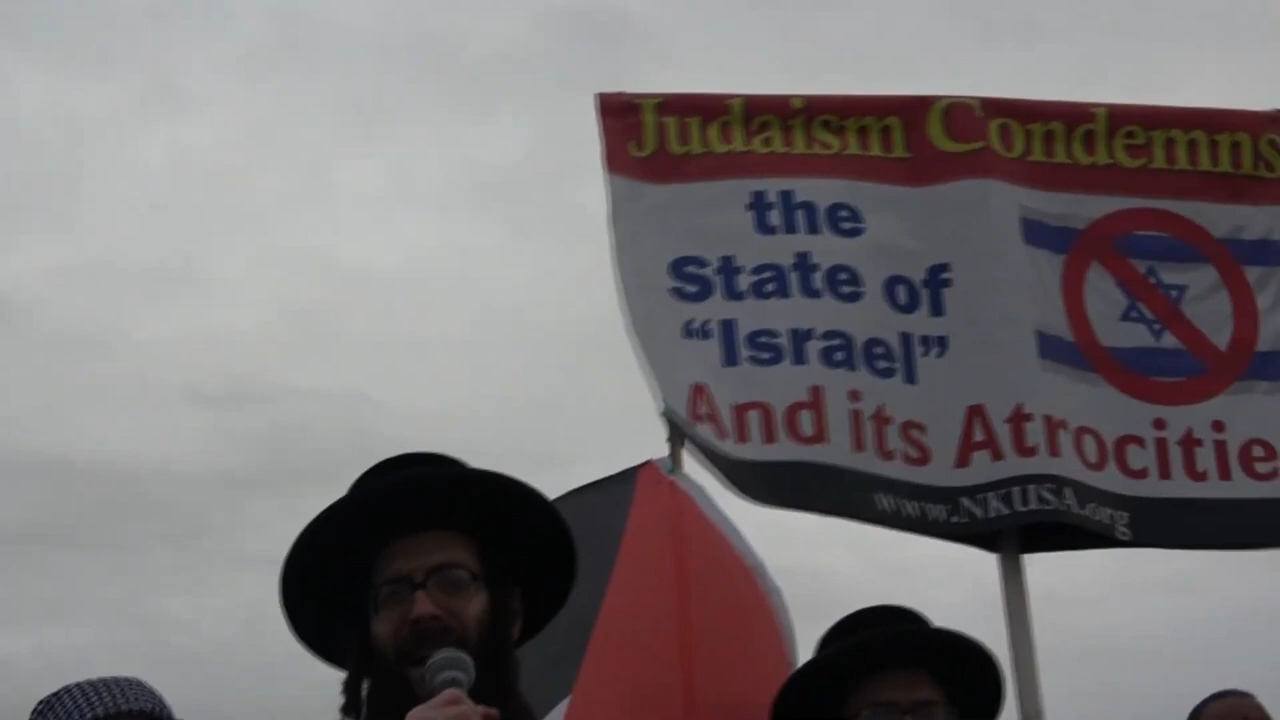 Judaism Condemns
the
State of
“Israel”
And its Atrocitie
www.NKUSA.org